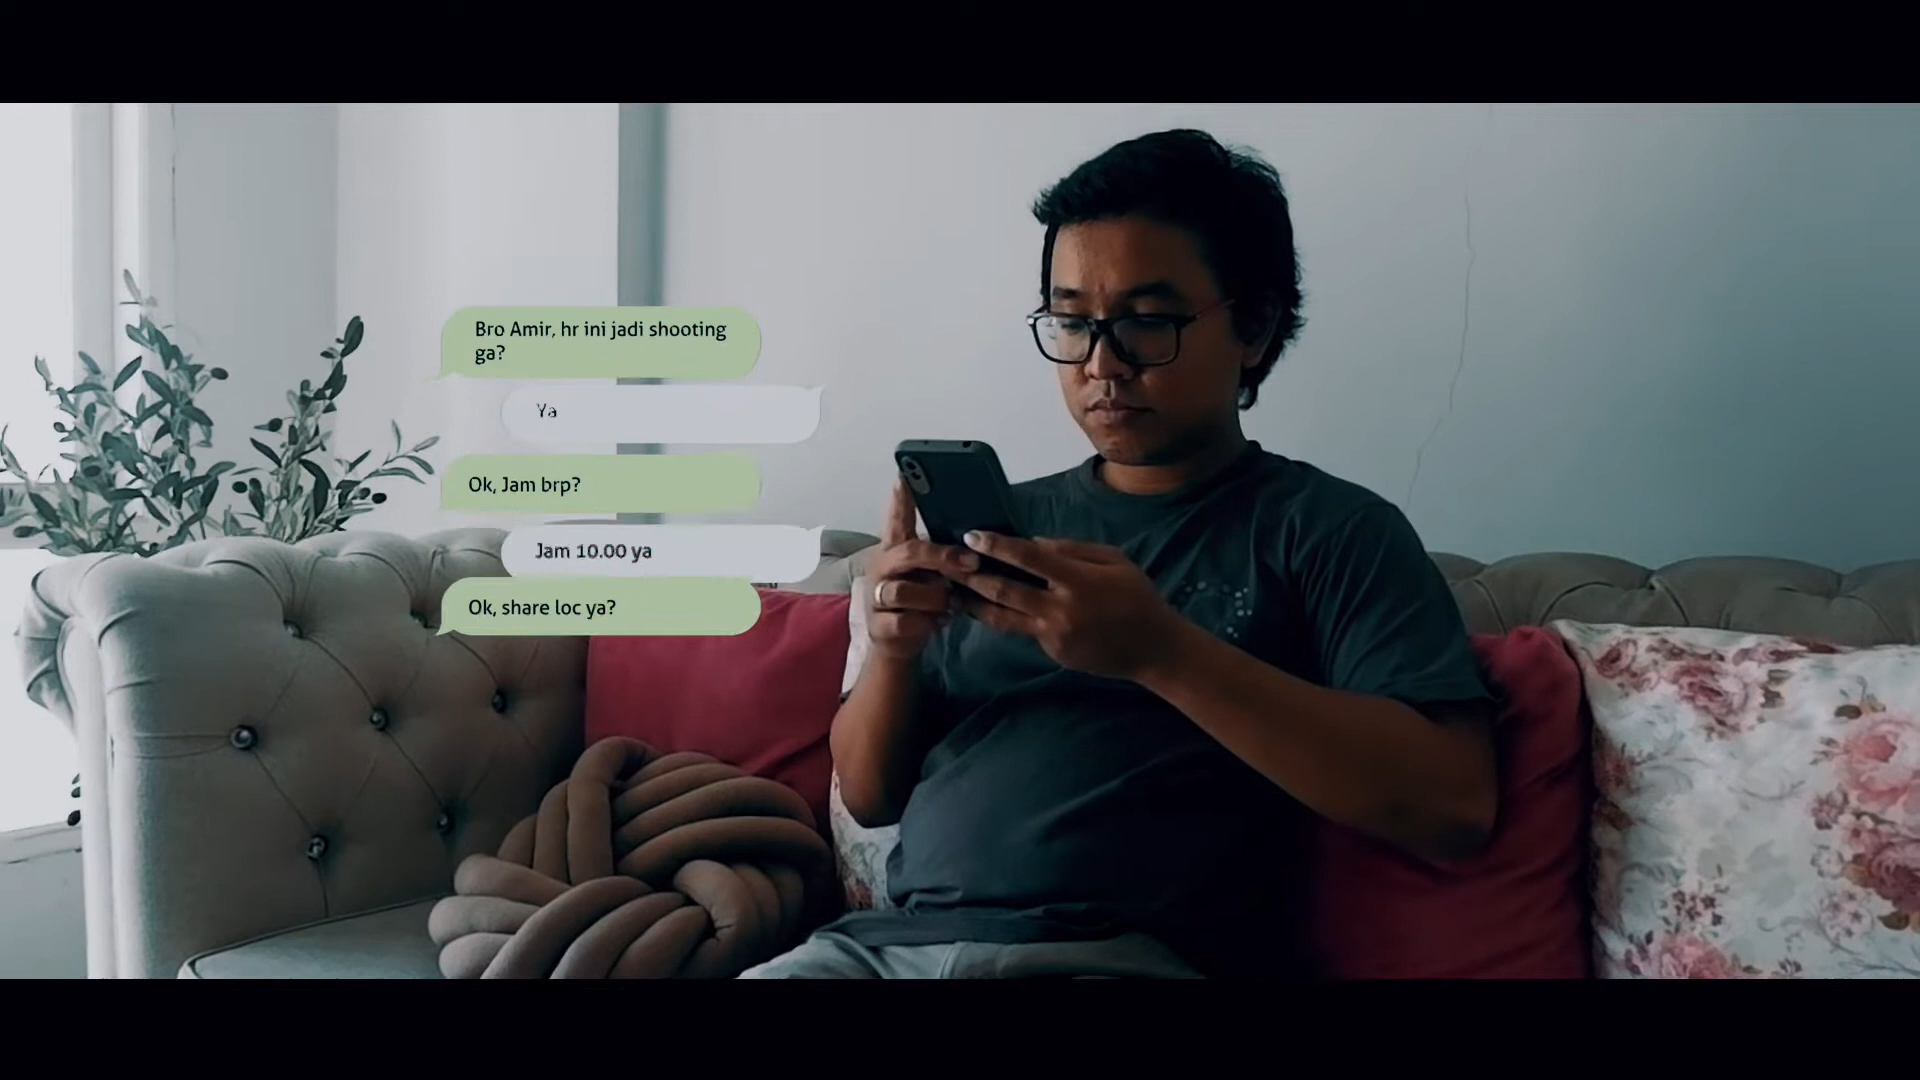 Bro Amir, hr ini jadi shooting
ga?
Ya
Ok, Jam brp?
Jam 10.00 ya
Ok, share loc ya?